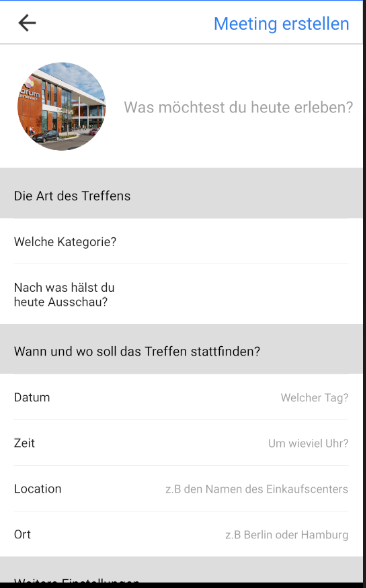 Meeting erstellen
Was möchtest du heute erleben?
Die Art des Treffens
Welche Kategorie?
Nach was hälst du
heute Ausschau?
Wann und wo soll das Treffen stattfinden?
Datum
Welcher Tag?
Zeit
Um wieviel Uhr?
Location
z.B den Namen des Einkaufscenters
Ort
z.B Berlin oder Hamburg
Weitere Einstellungen